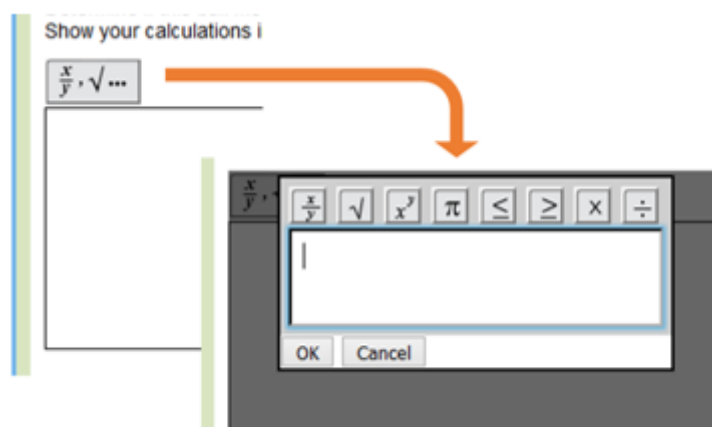 Show your calculations i
x/y, √ ...
x/y,
x/y √ x^y π ≤ ≥ × ÷
OK Cancel